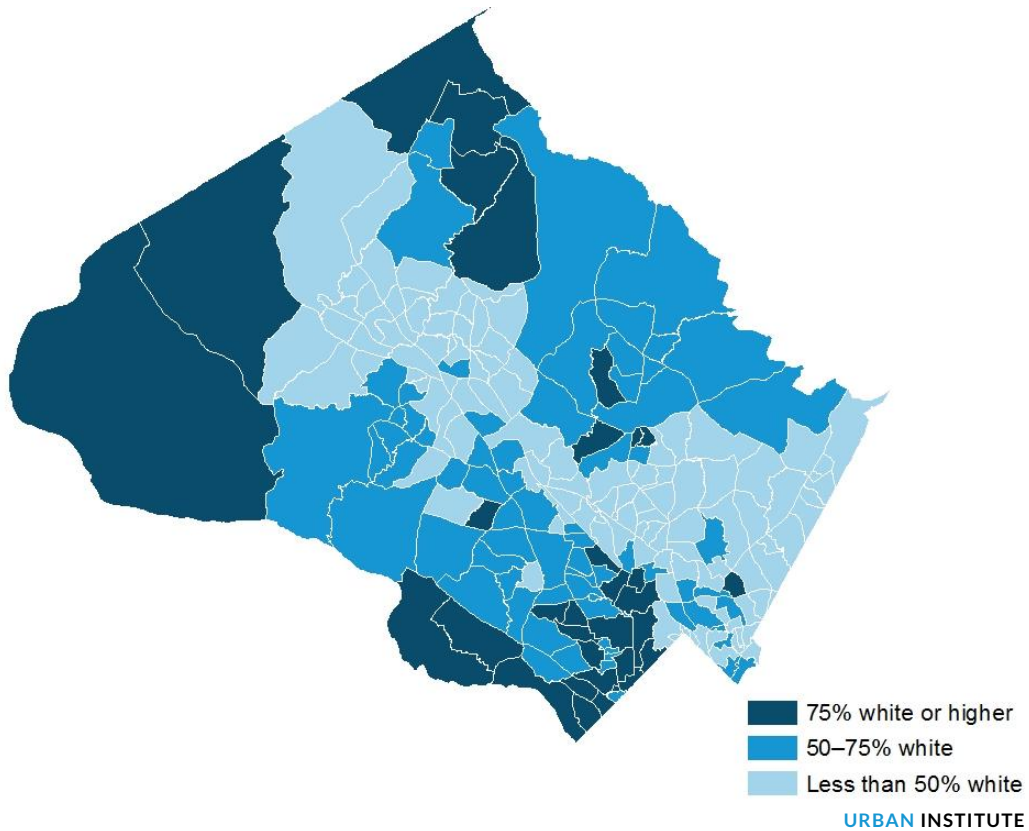 75% white or higher
50–75% white
Less than 50% white
URBAN INSTITUTE